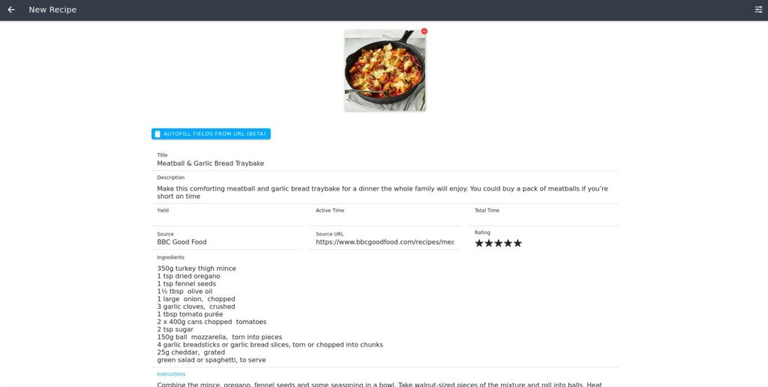 New Recipe
AUTOFILL FIELDS FROM URL (BETA)
Title
Meatball & Garlic Bread Traybake
Description
Make this comforting meatball and garlic bread traybake for a dinner the whole family will enjoy. You could buy a pack of meatballs if you're
short on time
Yield Active Time Total Time
Source Source URL Rating
BBC Good Food https://www.bbcgoodfood.com/recipes/mea
Ingredients
350g turkey thigh mince
1 tsp dried oregano
1 tsp fennel seeds
1½ tbsp olive oil
1 large onion, chopped
3 garlic cloves, crushed
1 tbsp tomato purée
2 x 400g cans chopped tomatoes
2 tsp sugar
150g ball mozzarella, torn into pieces
4 garlic breadsticks or garlic bread slices, torn or chopped into chunks
25g cheddar, grated
green salad or spaghetti, to serve
Instructions
Combine the mince, oregano, fennel seeds and some seasoning in a bowl. Take walnut-sized pieces of the mixture and roll into balls. Heat